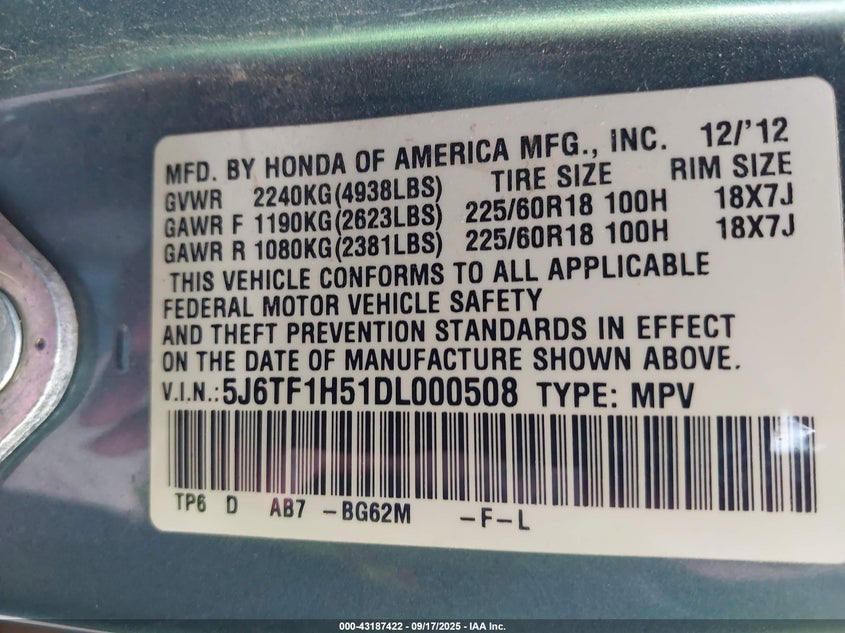 MFD. BY HONDA OF AMERICA MFG., INC. 12/'12
GVWR 2240KG(4938LBS) TIRE SIZE RIM SIZE
GAWR F 1190KG(2623LBS) 225/60R18 100H 18X7J
GAWR R 1080KG(2381LBS) 225/60R18 100H 18X7J
THIS VEHICLE CONFORMS TO ALL APPLICABLE
FEDERAL MOTOR VEHICLE SAFETY
AND THEFT PREVENTION STANDARDS IN EFFECT
ON THE DATE OF MANUFACTURE SHOWN ABOVE.
V.I.N.:5J6TF1H51DL000508 TYPE: MPV
TP6 D AB7 -BG62M -F-L
000-43187422 - 09/17/2025 - IAA Inc.